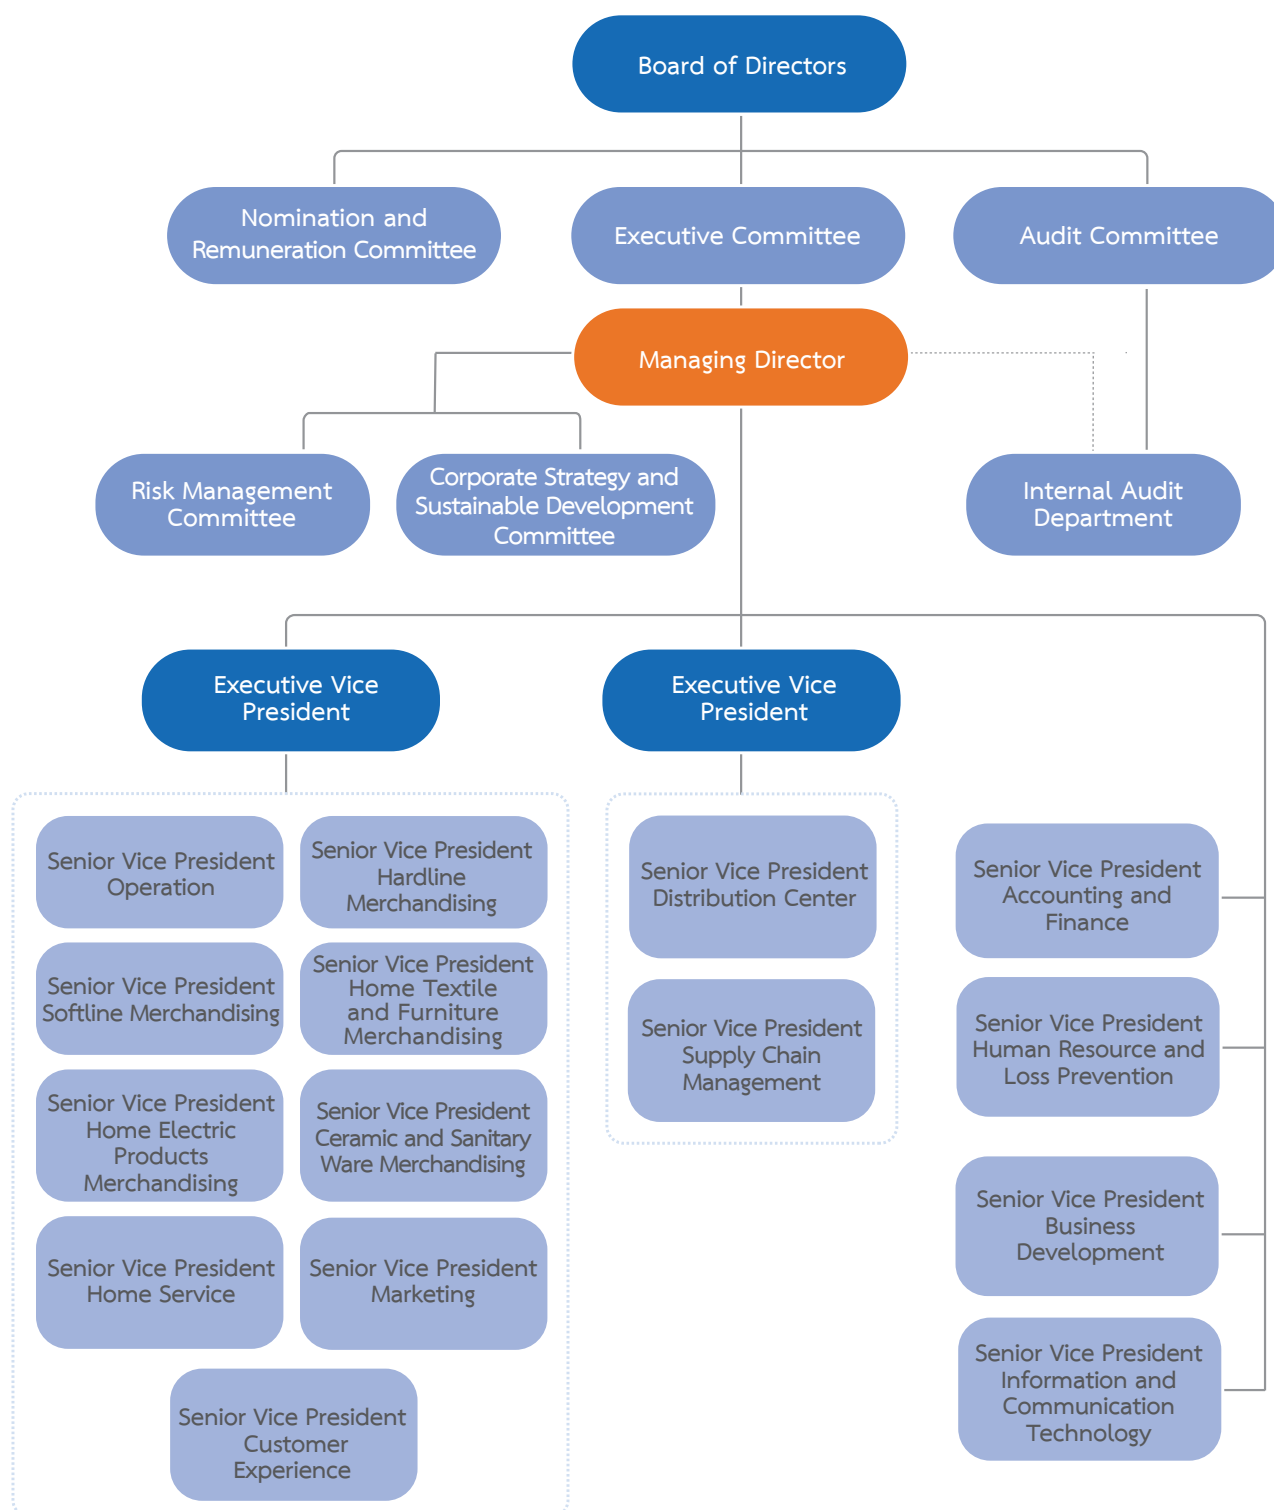 Board of Directors
Nomination and
Remuneration Committee
Executive Committee
Audit Committee
Managing Director
Risk Management
Committee
Corporate Strategy and
Sustainable Development
Committee
Internal Audit
Department
Executive Vice
President
Executive Vice
President
Senior Vice President
Operation
Senior Vice President
Hardline
Merchandising
Senior Vice President
Softline Merchandising
Senior Vice President
Home Textile
and Furniture
Merchandising
Senior Vice President
Home Electric
Products
Merchandising
Senior Vice President
Ceramic and Sanitary
Ware Merchandising
Senior Vice President
Home Service
Senior Vice President
Marketing
Senior Vice President
Customer
Experience
Senior Vice President
Distribution Center
Senior Vice President
Supply Chain
Management
Senior Vice President
Accounting and
Finance
Senior Vice President
Human Resource and
Loss Prevention
Senior Vice President
Business
Development
Senior Vice President
Information and
Communication
Technology